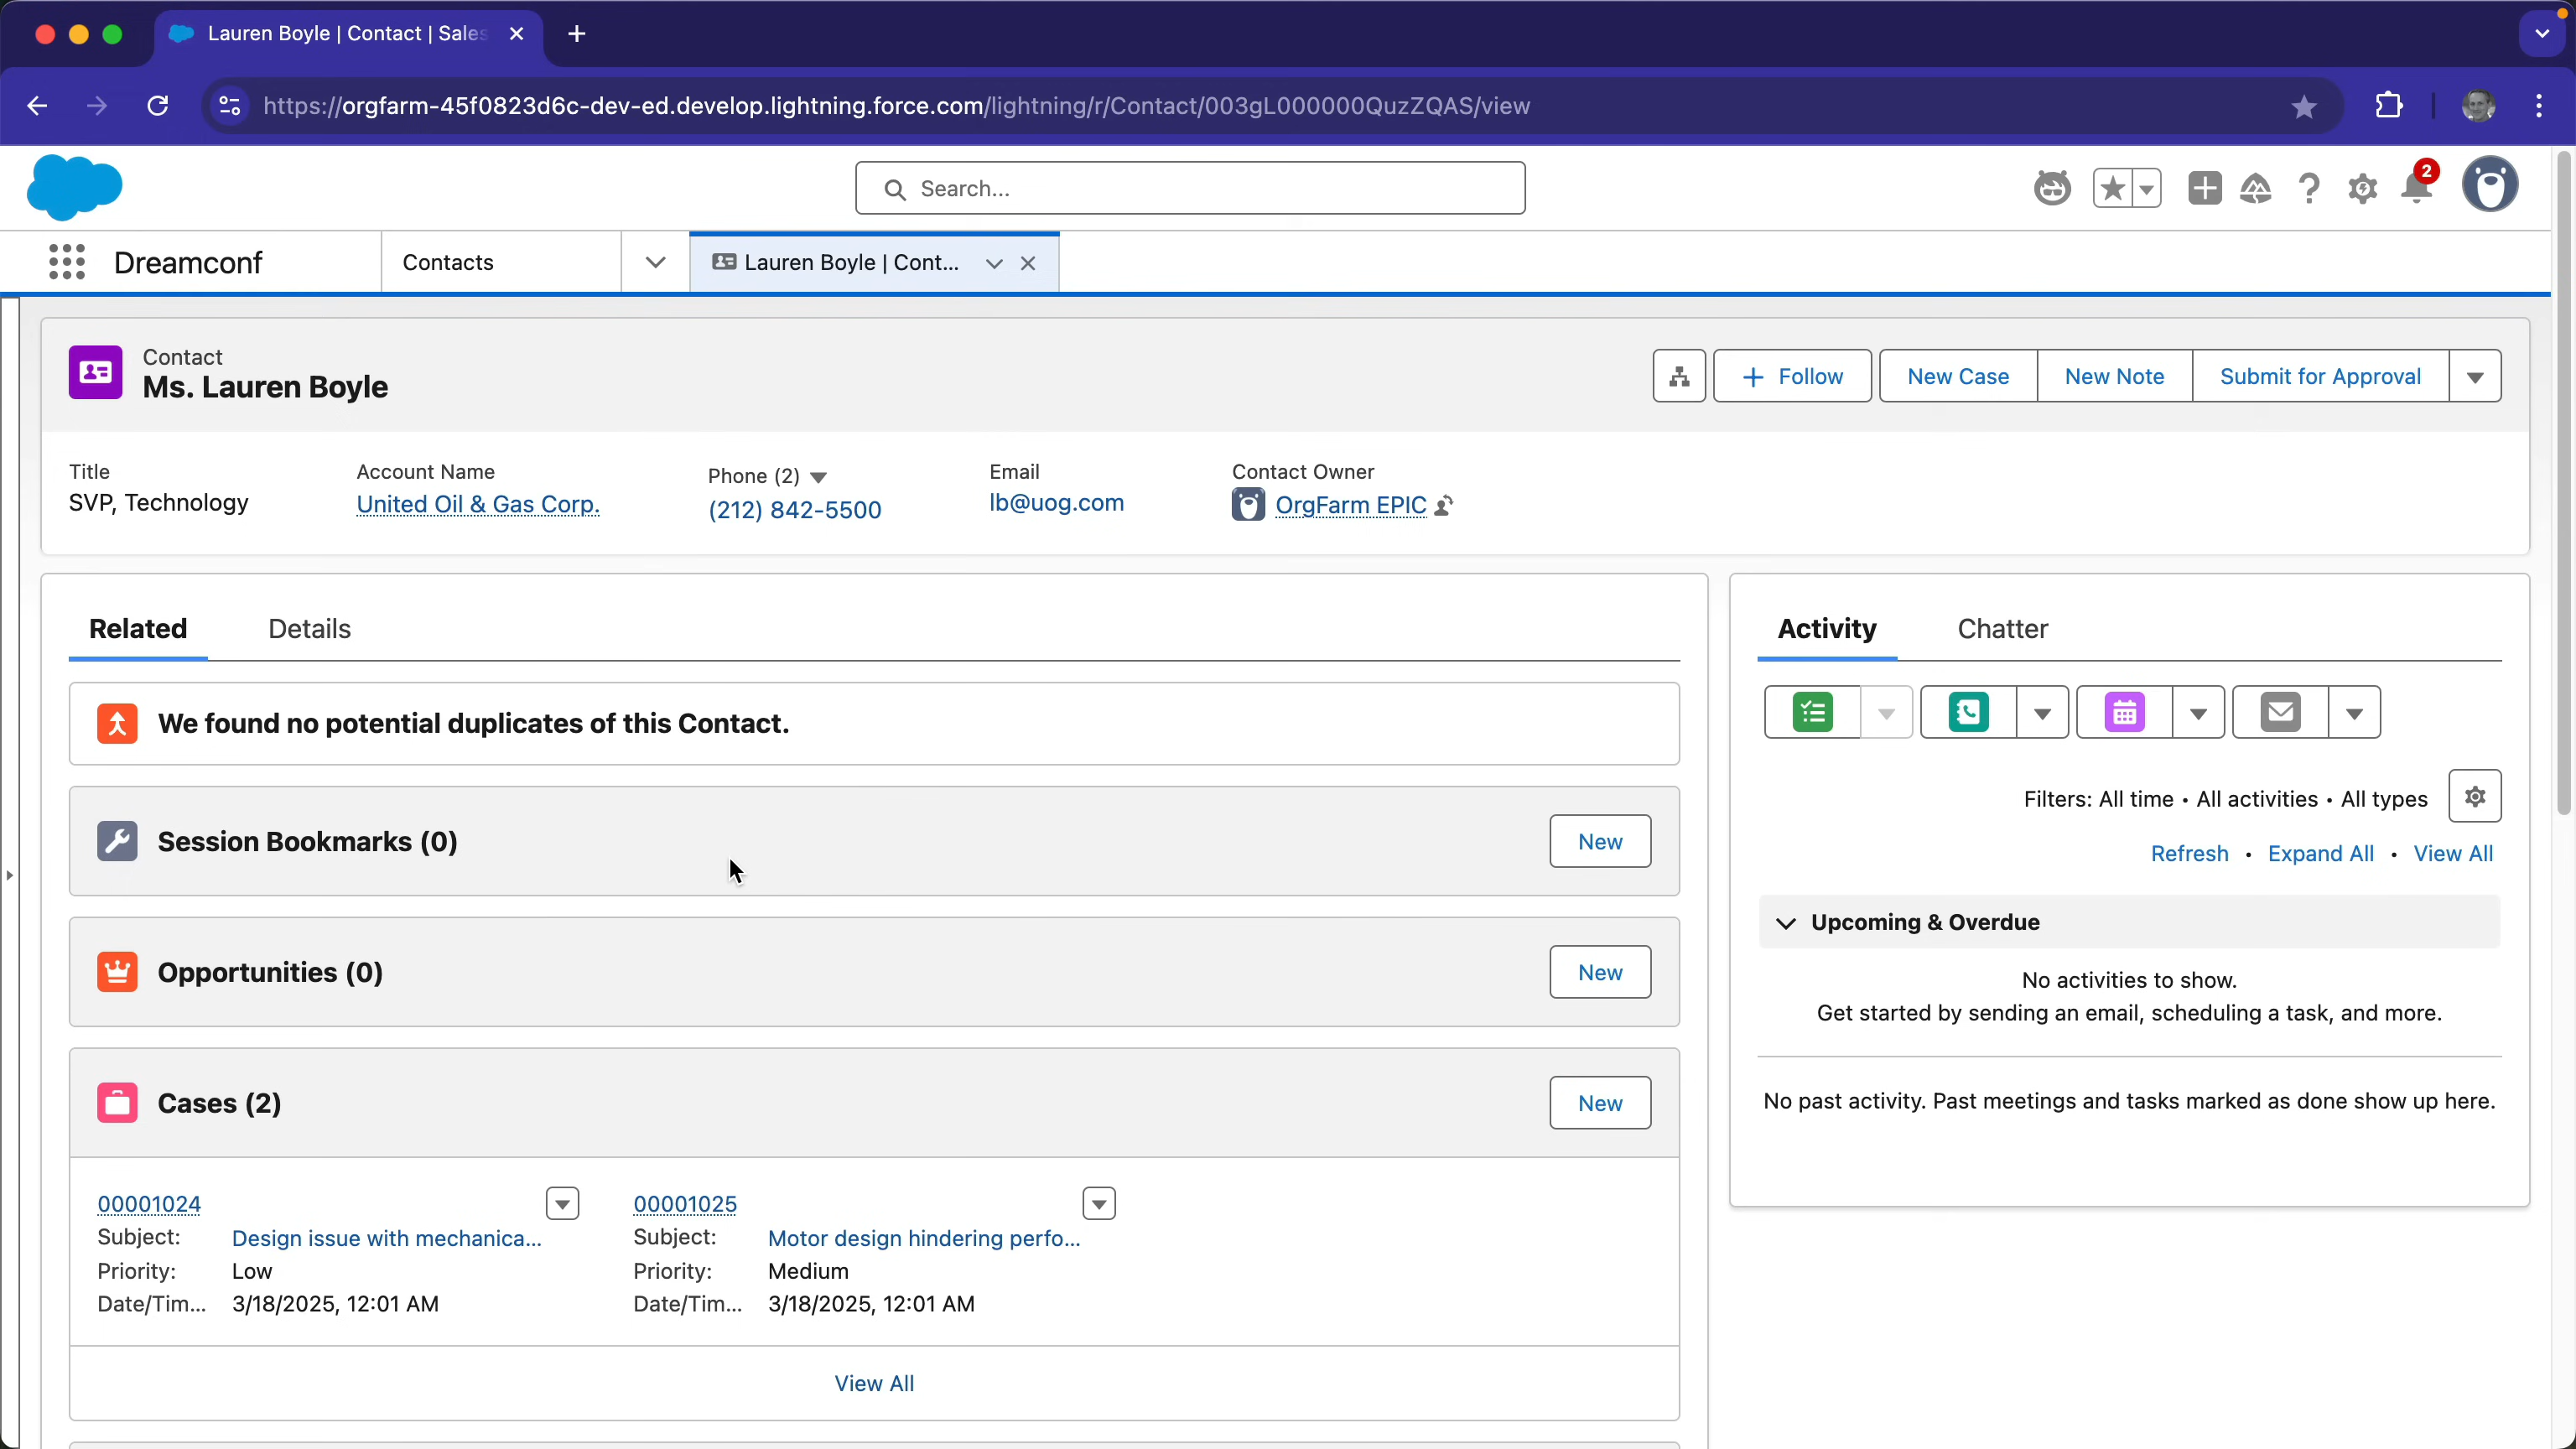 Lauren Boyle | Contact | Sales
https://orgfarm-45f0823d6c-dev-ed.develop.lightning.force.com/lightning/r/Contact/003gL000000QuzZQAS/view
Search...
2
Dreamconf
Contacts
Lauren Boyle | Cont...
Contact
Ms. Lauren Boyle
Follow
New Case
New Note
Submit for Approval
Title
SVP, Technology
Account Name
United Oil & Gas Corp.
Phone (2)
(212) 842-5500
Email
lb@uog.com
Contact Owner
OrgFarm EPIC
Related
Details
We found no potential duplicates of this Contact.
Session Bookmarks (0)
New
Opportunities (0)
New
Cases (2)
New
00001024
Subject: Design issue with mechanica...
Priority: Low
Date/Tim... 3/18/2025, 12:01 AM
00001025
Subject: Motor design hindering perfo...
Priority: Medium
Date/Tim... 3/18/2025, 12:01 AM
View All
Activity
Chatter
Filters: All time • All activities • All types
Refresh • Expand All • View All
Upcoming & Overdue
No activities to show.
Get started by sending an email, scheduling a task, and more.
No past activity. Past meetings and tasks marked as done show up here.